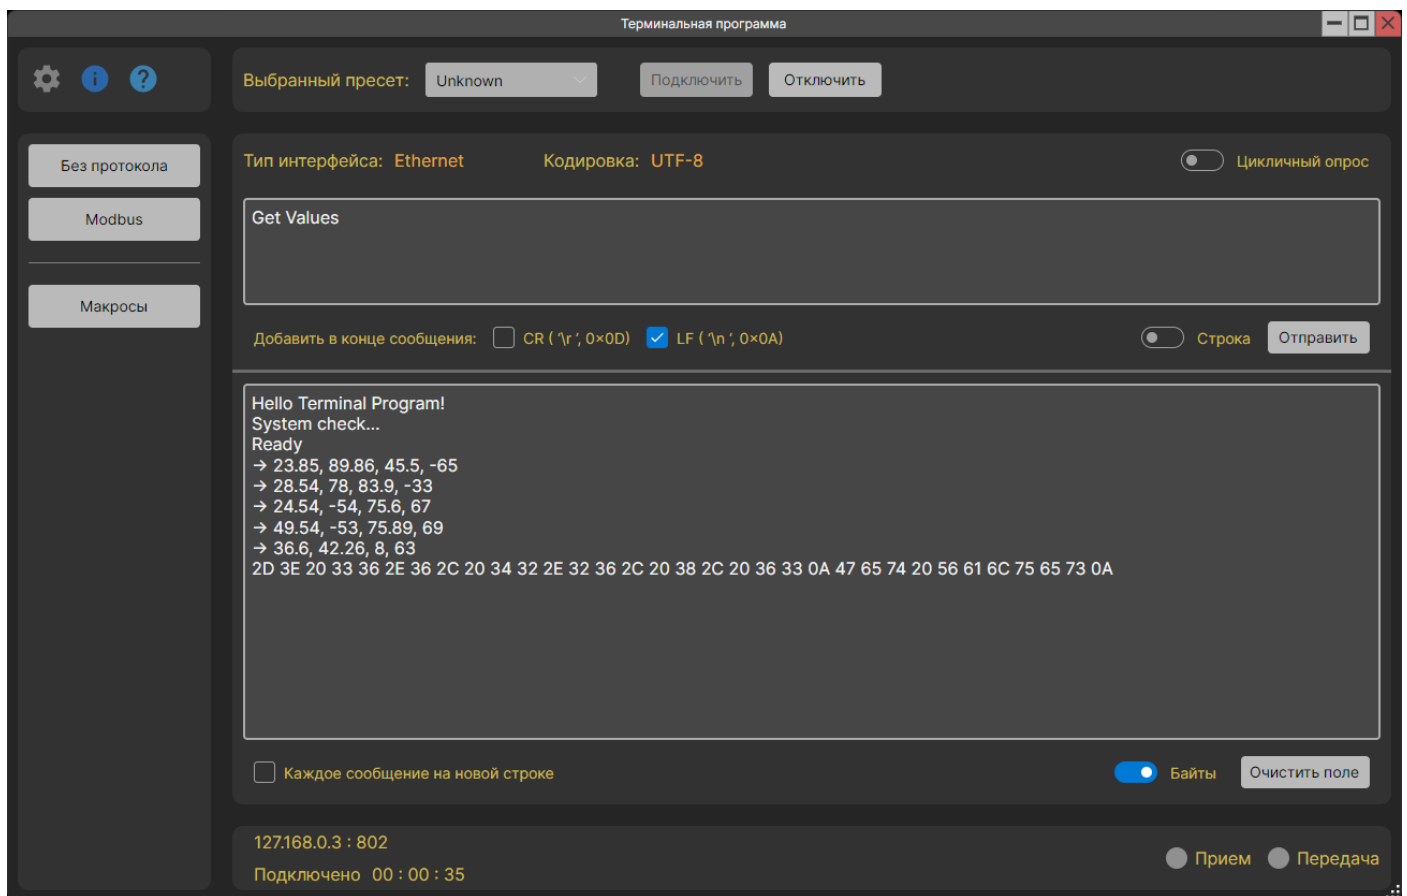 Терминальная программа
Выбранный пресет: Unknown Подключить Отключить
Без протокола
Modbus
Макросы
Тип интерфейса: Ethernet Кодировка: UTF-8 Цикличный опрос
Get Values
Добавить в конце сообщения: CR ( '\r', 0×0D) LF ( '\n', 0×0A) Строка Отправить
Hello Terminal Program!
System check...
Ready
-> 23.85, 89.86, 45.5, -65
-> 28.54, 78, 83.9, -33
-> 24.54, -54, 75.6, 67
-> 49.54, -53, 75.89, 69
-> 36.6, 42.26, 8, 63
2D 3E 20 33 36 2E 36 2C 20 34 32 2E 32 36 2C 20 38 2C 20 36 33 0A 47 65 74 20 56 61 6C 75 65 73 0A
Каждое сообщение на новой строке Байты Очистить поле
127.168.0.3 : 802
Подключено 00 : 00 : 35
Прием Передача